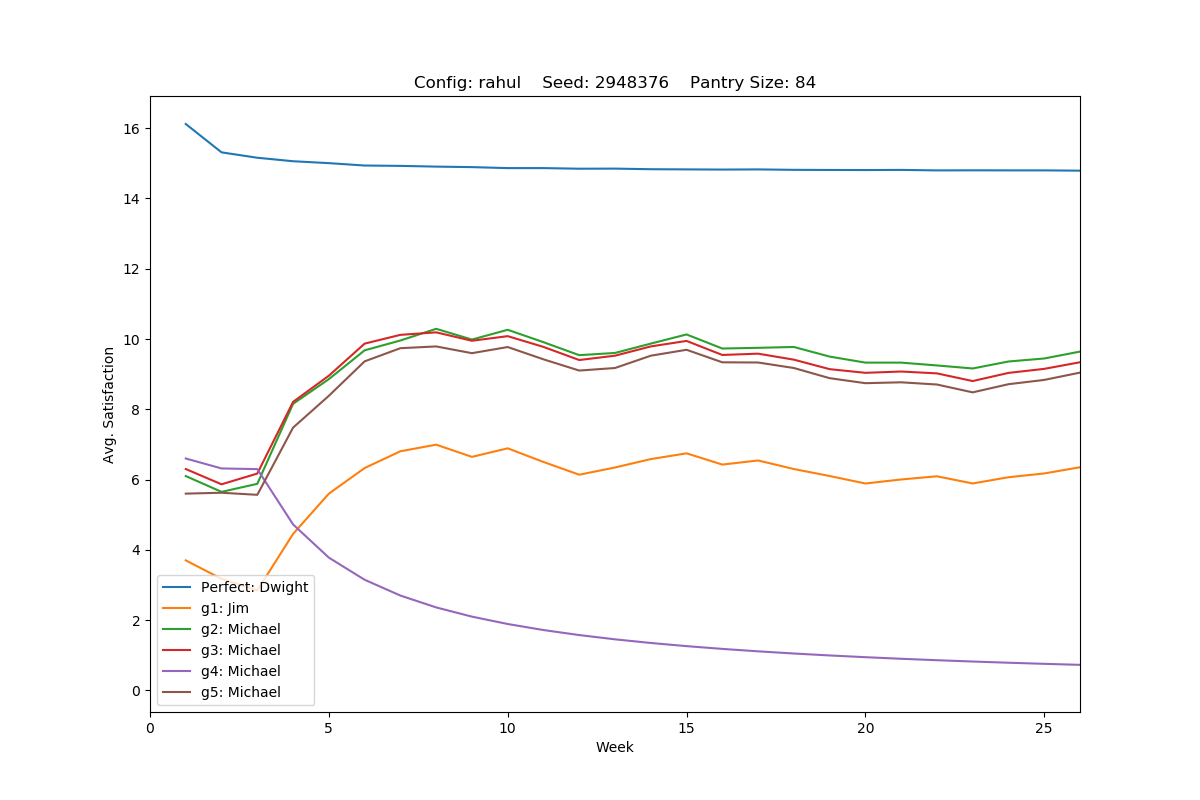 Config: rahul    Seed: 2948376    Pantry Size: 84
16
14
12
10
8
6
4
2
0
Avg. Satisfaction
Perfect: Dwight
g1: Jim
g2: Michael
g3: Michael
g4: Michael
g5: Michael
0 5 10 15 20 25
Week